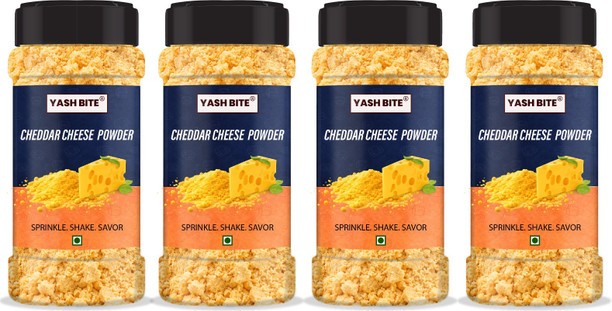 YASH BITE® YASH BITE® YASH BITE® YASH BITE®
CHEDDAR CHEESE POWDER CHEDDAR CHEESE POWDER CHEDDAR CHEESE POWDER CHEDDAR CHEESE POWDER
SPRINKLE. SHAKE. SAVOR SPRINKLE. SHAKE. SAVOR SPRINKLE. SHAKE. SAVOR SPRINKLE. SHAKE. SAVOR